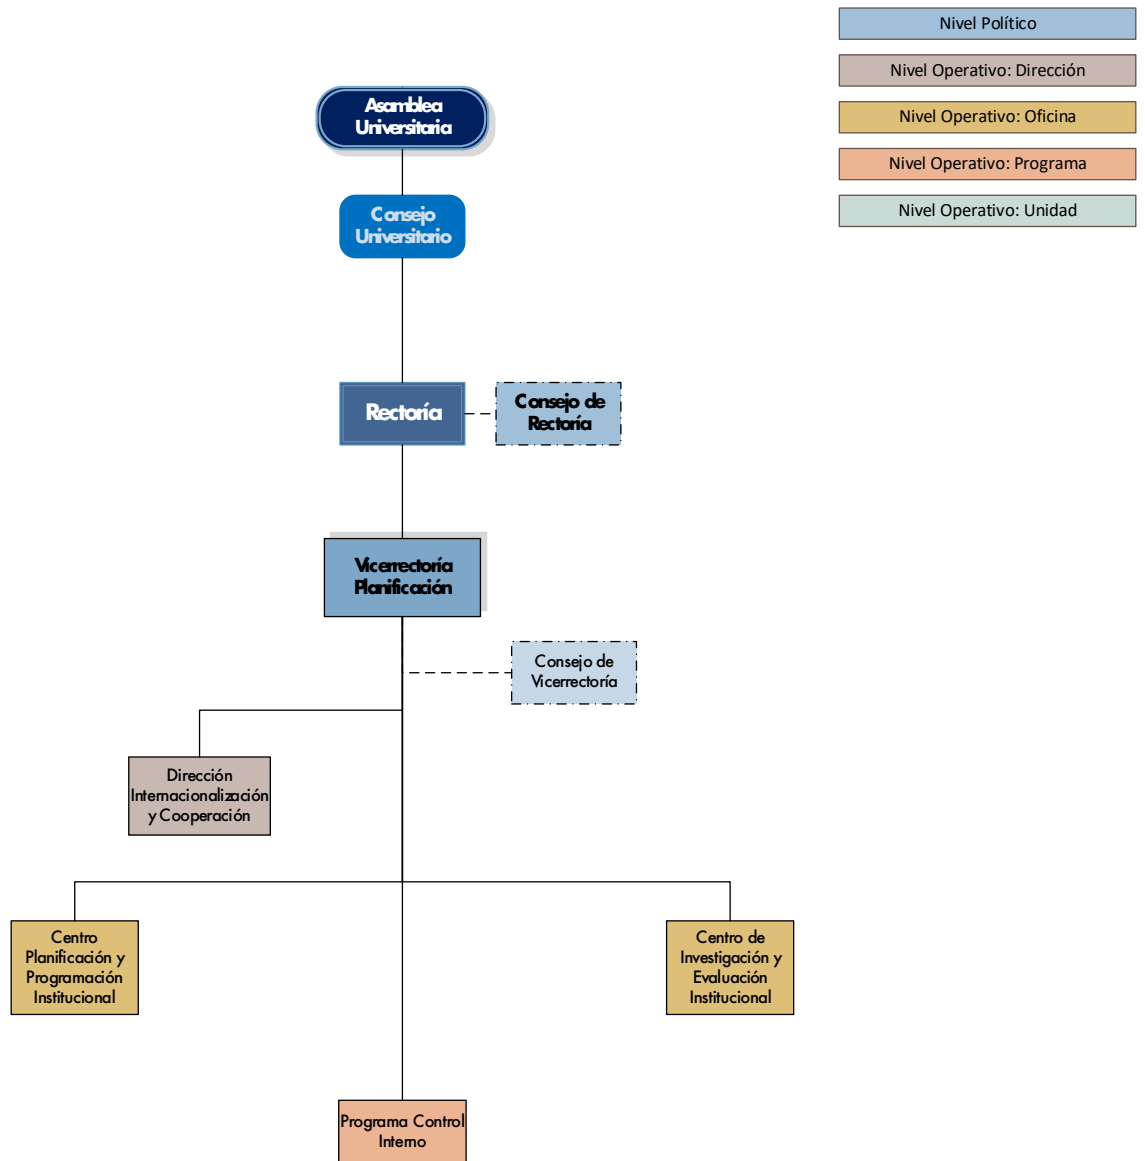 Nivel Político
Nivel Operativo: Dirección
Nivel Operativo: Oficina
Nivel Operativo: Programa
Nivel Operativo: Unidad
Asamblea
Universitaria
Consejo
Universitario
Rectoría
Consejo de
Rectoría
Vicerrectoría
Planificación
Consejo de
Vicerrectoría
Dirección
Internacionalización
y Cooperación
Centro
Planificación y
Programación
Institucional
Centro de
Investigación y
Evaluación
Institucional
Programa Control
Interno